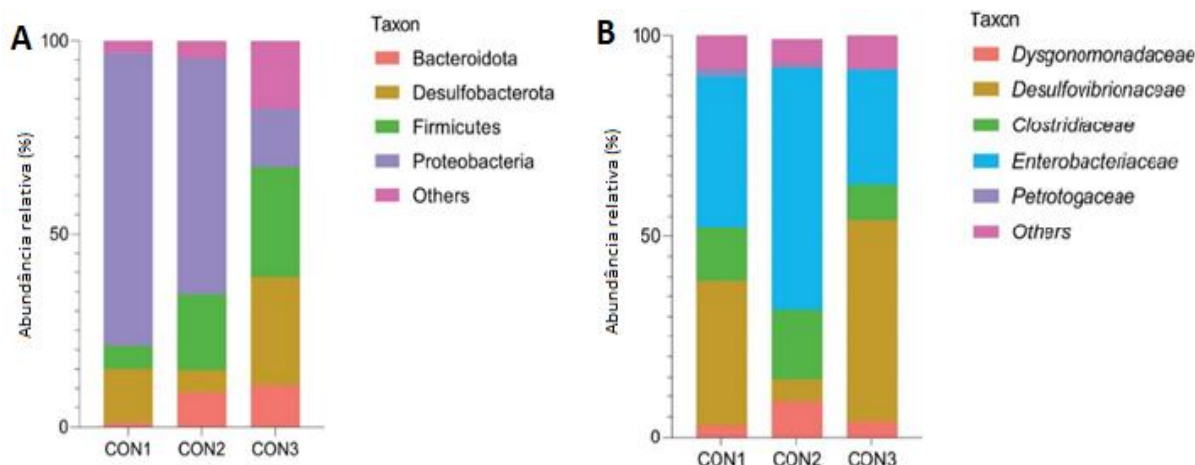 A
Abundância relativa (%)
100
50
0
CON1 CON2 CON3
Taxon
Bacteroidota
Desulfobacterota
Firmicutes
Proteobacteria
Others
B
Abundância relativa (%)
100
50
0
CON1 CON2 CON3
Taxon
Dysgonomonadaceae
Desulfovibrionaceae
Clostridiaceae
Enterobacteriaceae
Petrotogaceae
Others